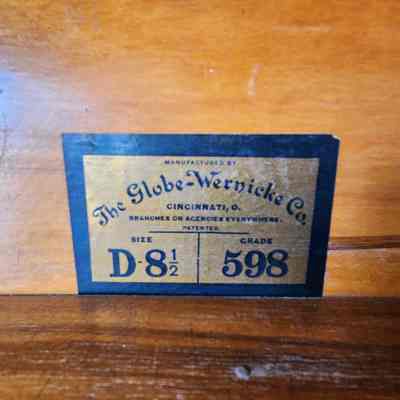 MANUFACTURED BY
The Globe-Wernicke Co.
CINCINNATI, O.
BRANCHES OR AGENCIES EVERYWHERE.
PATENTED.
SIZE GRADE
D-8½ 598